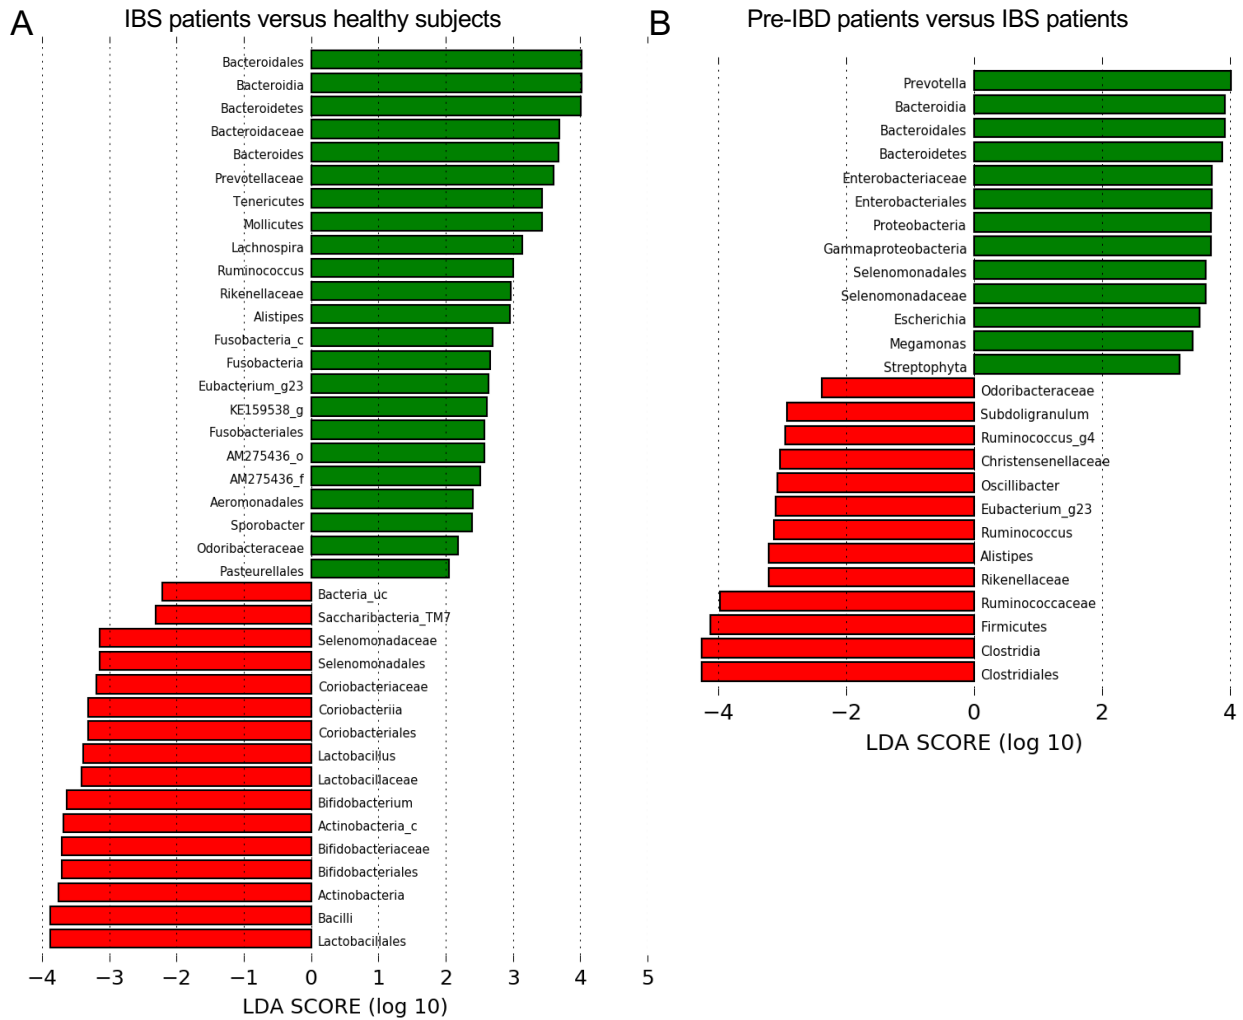 A
IBS patients versus healthy subjects
Bacteroidales
Bacteroidia
Bacteroidetes
Bacteroidaceae
Bacteroides
Prevotellaceae
Tenericutes
Mollicutes
Lachnospira
Ruminococcus
Rikenellaceae
Alistipes
Fusobacteria_c
Fusobacteria
Eubacterium_g23
KE159538_g
Fusobacteriales
AM275436_o
AM275436_f
Aeromonadales
Sporobacter
Odoribacteraceae
Pasteurellales
Bacteria_uc
Saccharibacteria_TM7
Selenomonadaceae
Selenomonadales
Coriobacteriaceae
Coriobacteriia
Coriobacteriales
Lactobacillus
Lactobacillaceae
Bifidobacterium
Actinobacteria_c
Bifidobacteriaceae
Bifidobacteriales
Actinobacteria
Bacilli
Lactobacillales
−4 −3 −2 −1 0 1 2 3 4 5
LDA SCORE (log 10)
B
Pre-IBD patients versus IBS patients
Prevotella
Bacteroidia
Bacteroidales
Bacteroidetes
Enterobacteriaceae
Enterobacteriales
Proteobacteria
Gammaproteobacteria
Selenomonadales
Selenomonadaceae
Escherichia
Megamonas
Streptophyta
Odoribacteraceae
Subdoligranulum
Ruminococcus_g4
Christensenellaceae
Oscillibacter
Eubacterium_g23
Ruminococcus
Alistipes
Rikenellaceae
Ruminococcaceae
Firmicutes
Clostridia
Clostridiales
−4 −2 0 2 4
LDA SCORE (log 10)